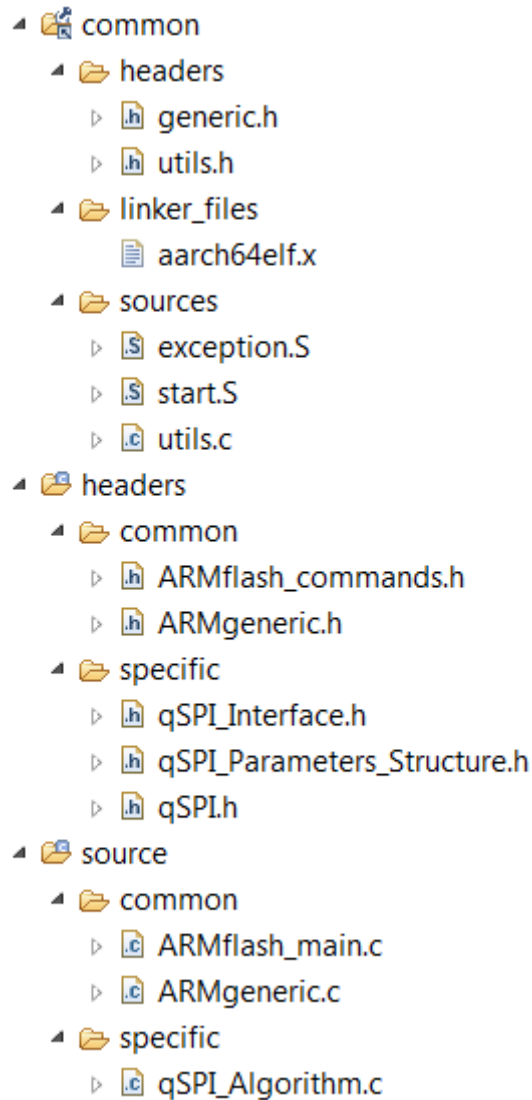 common
headers
.h generic.h
.h utils.h
linker_files
aarch64elf.x
sources
.S exception.S
.S start.S
.c utils.c
headers
common
.h ARMflash_commands.h
.h ARMgeneric.h
specific
.h qSPI_Interface.h
.h qSPI_Parameters_Structure.h
.h qSPI.h
source
common
.c ARMflash_main.c
.c ARMgeneric.c
specific
.c qSPI_Algorithm.c